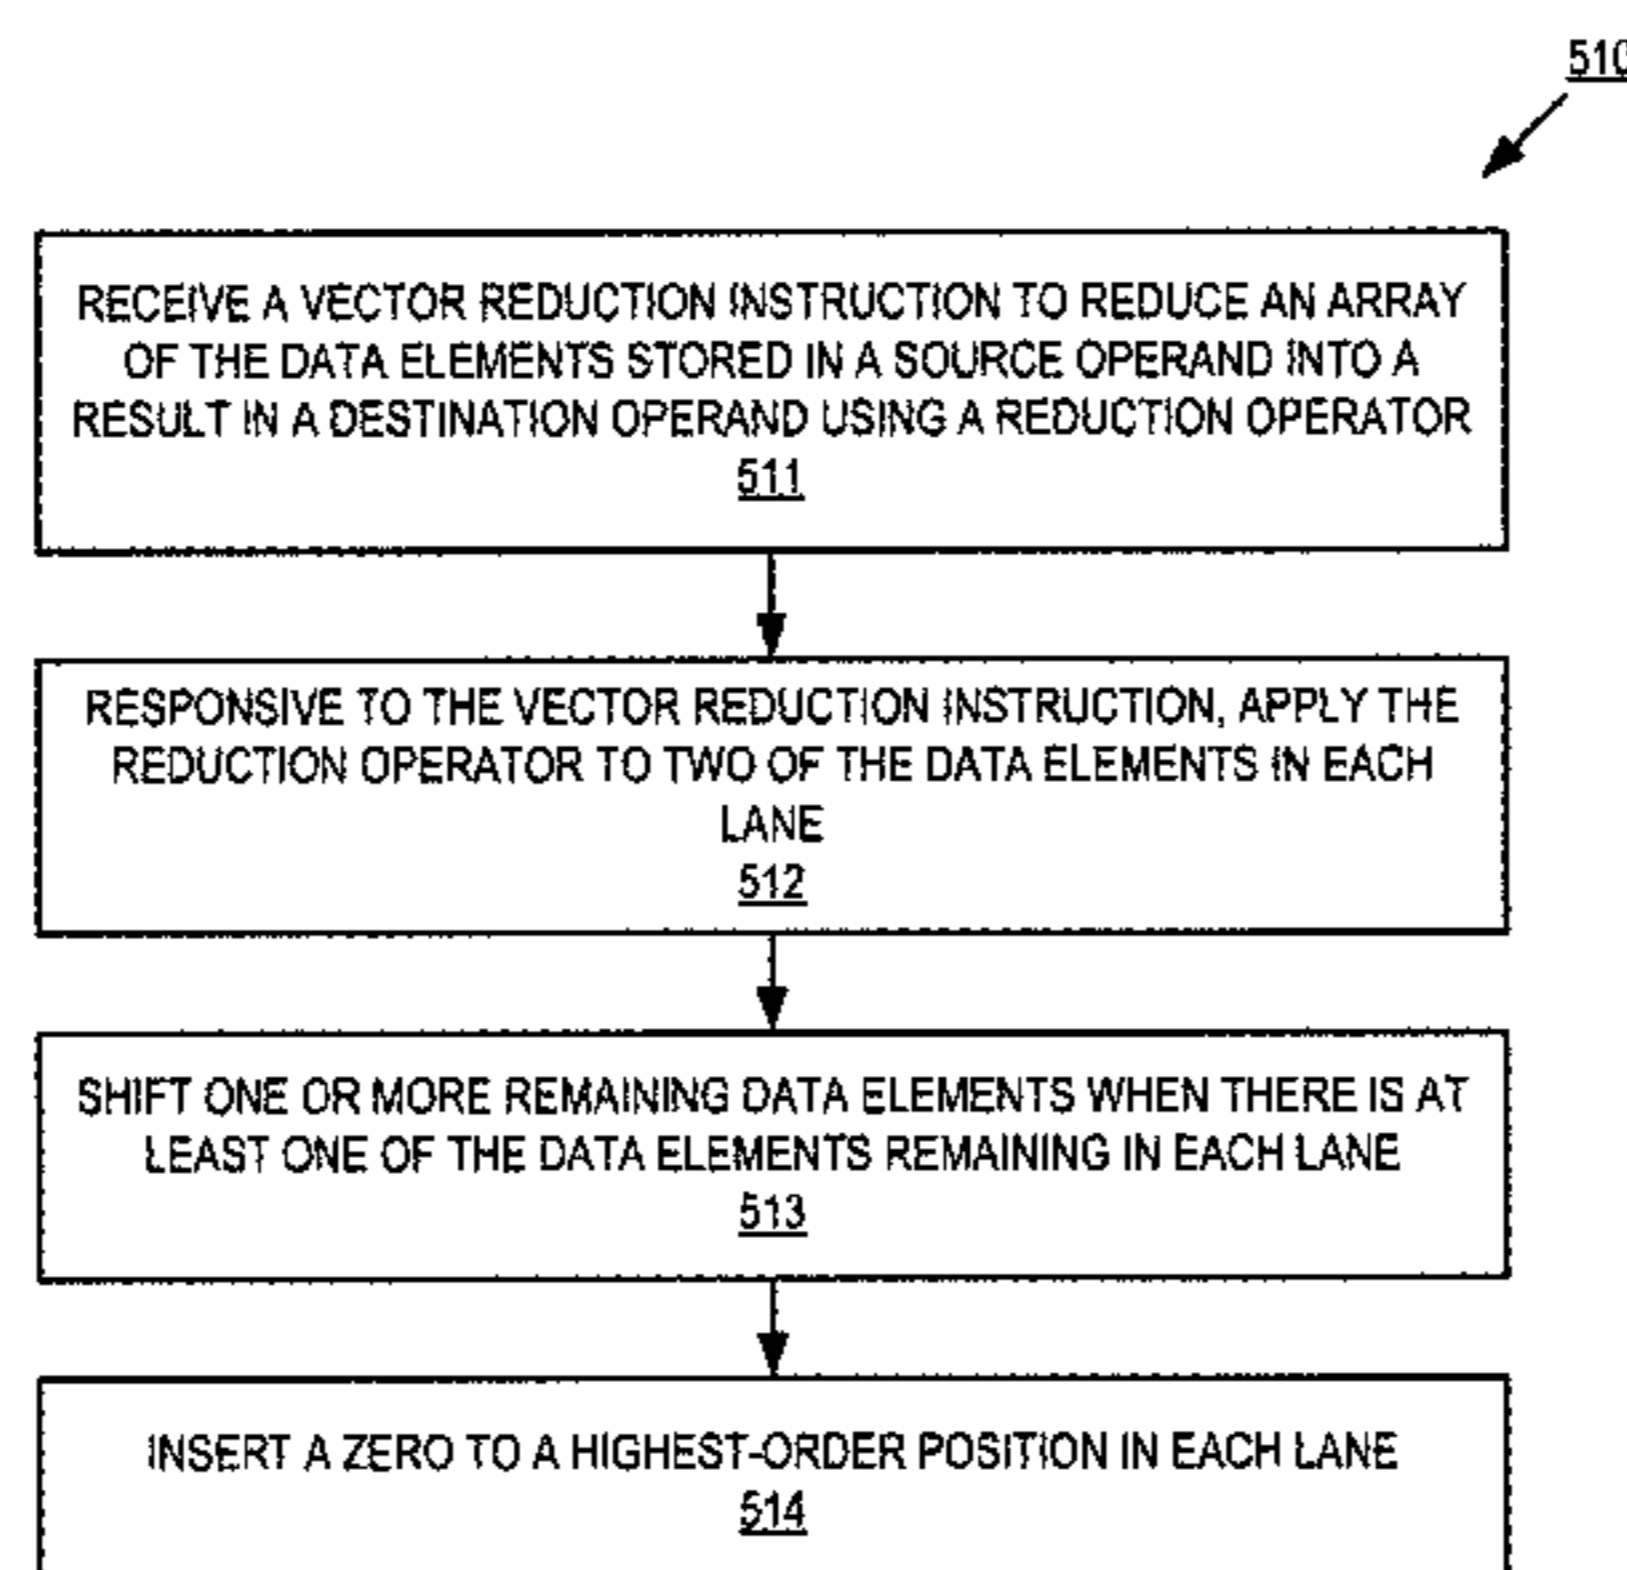 510
RECEIVE A VECTOR REDUCTION INSTRUCTION TO REDUCE AN ARRAY
OF THE DATA ELEMENTS STORED IN A SOURCE OPERAND INTO A
RESULT IN A DESTINATION OPERAND USING A REDUCTION OPERATOR
511
RESPONSIVE TO THE VECTOR REDUCTION INSTRUCTION, APPLY THE
REDUCTION OPERATOR TO TWO OF THE DATA ELEMENTS IN EACH
LANE
512
SHIFT ONE OR MORE REMAINING DATA ELEMENTS WHEN THERE IS AT
LEAST ONE OF THE DATA ELEMENTS REMAINING IN EACH LANE
513
INSERT A ZERO TO A HIGHEST-ORDER POSITION IN EACH LANE
514